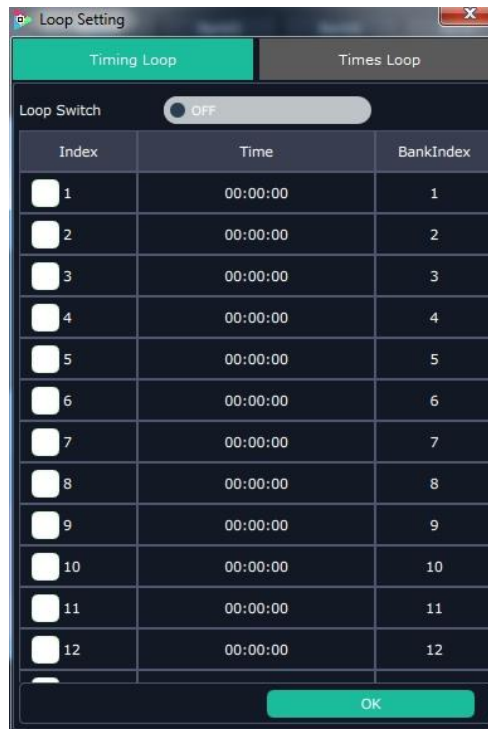 Loop Setting
x
Timing Loop Times Loop
Loop Switch OFF
Index Time BankIndex
1 00:00:00 1
2 00:00:00 2
3 00:00:00 3
4 00:00:00 4
5 00:00:00 5
6 00:00:00 6
7 00:00:00 7
8 00:00:00 8
9 00:00:00 9
10 00:00:00 10
11 00:00:00 11
12 00:00:00 12
OK